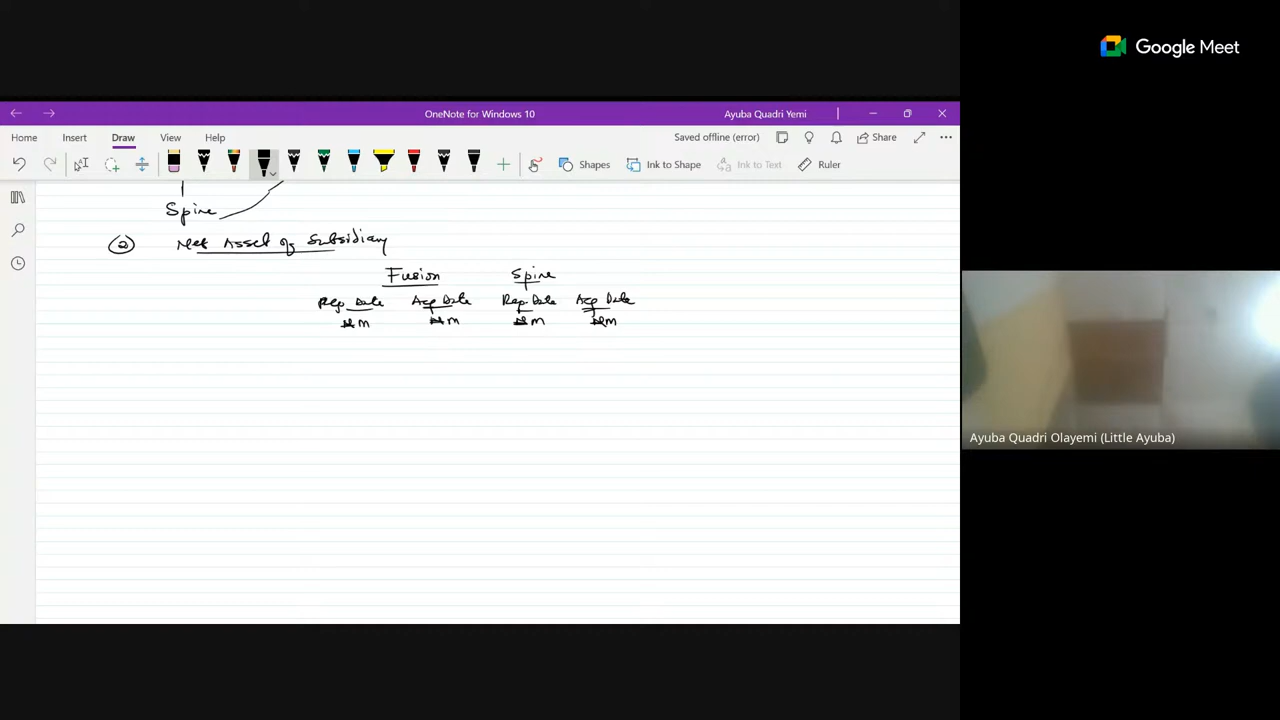 Google Meet
OneNote for Windows 10
Ayuba Quadri Yemi
Home Insert Draw View Help
Saved offline (error)
Share
Shapes
Ink to Shape
Ink to Text
Ruler
Spine
② Net Asset of Subsidiary
Fusion Spine
Rep. Date Acq Date Rep. Date Acq Date
₦m ₦m ₦m ₦m
Ayuba Quadri Olayemi (Little Ayuba)